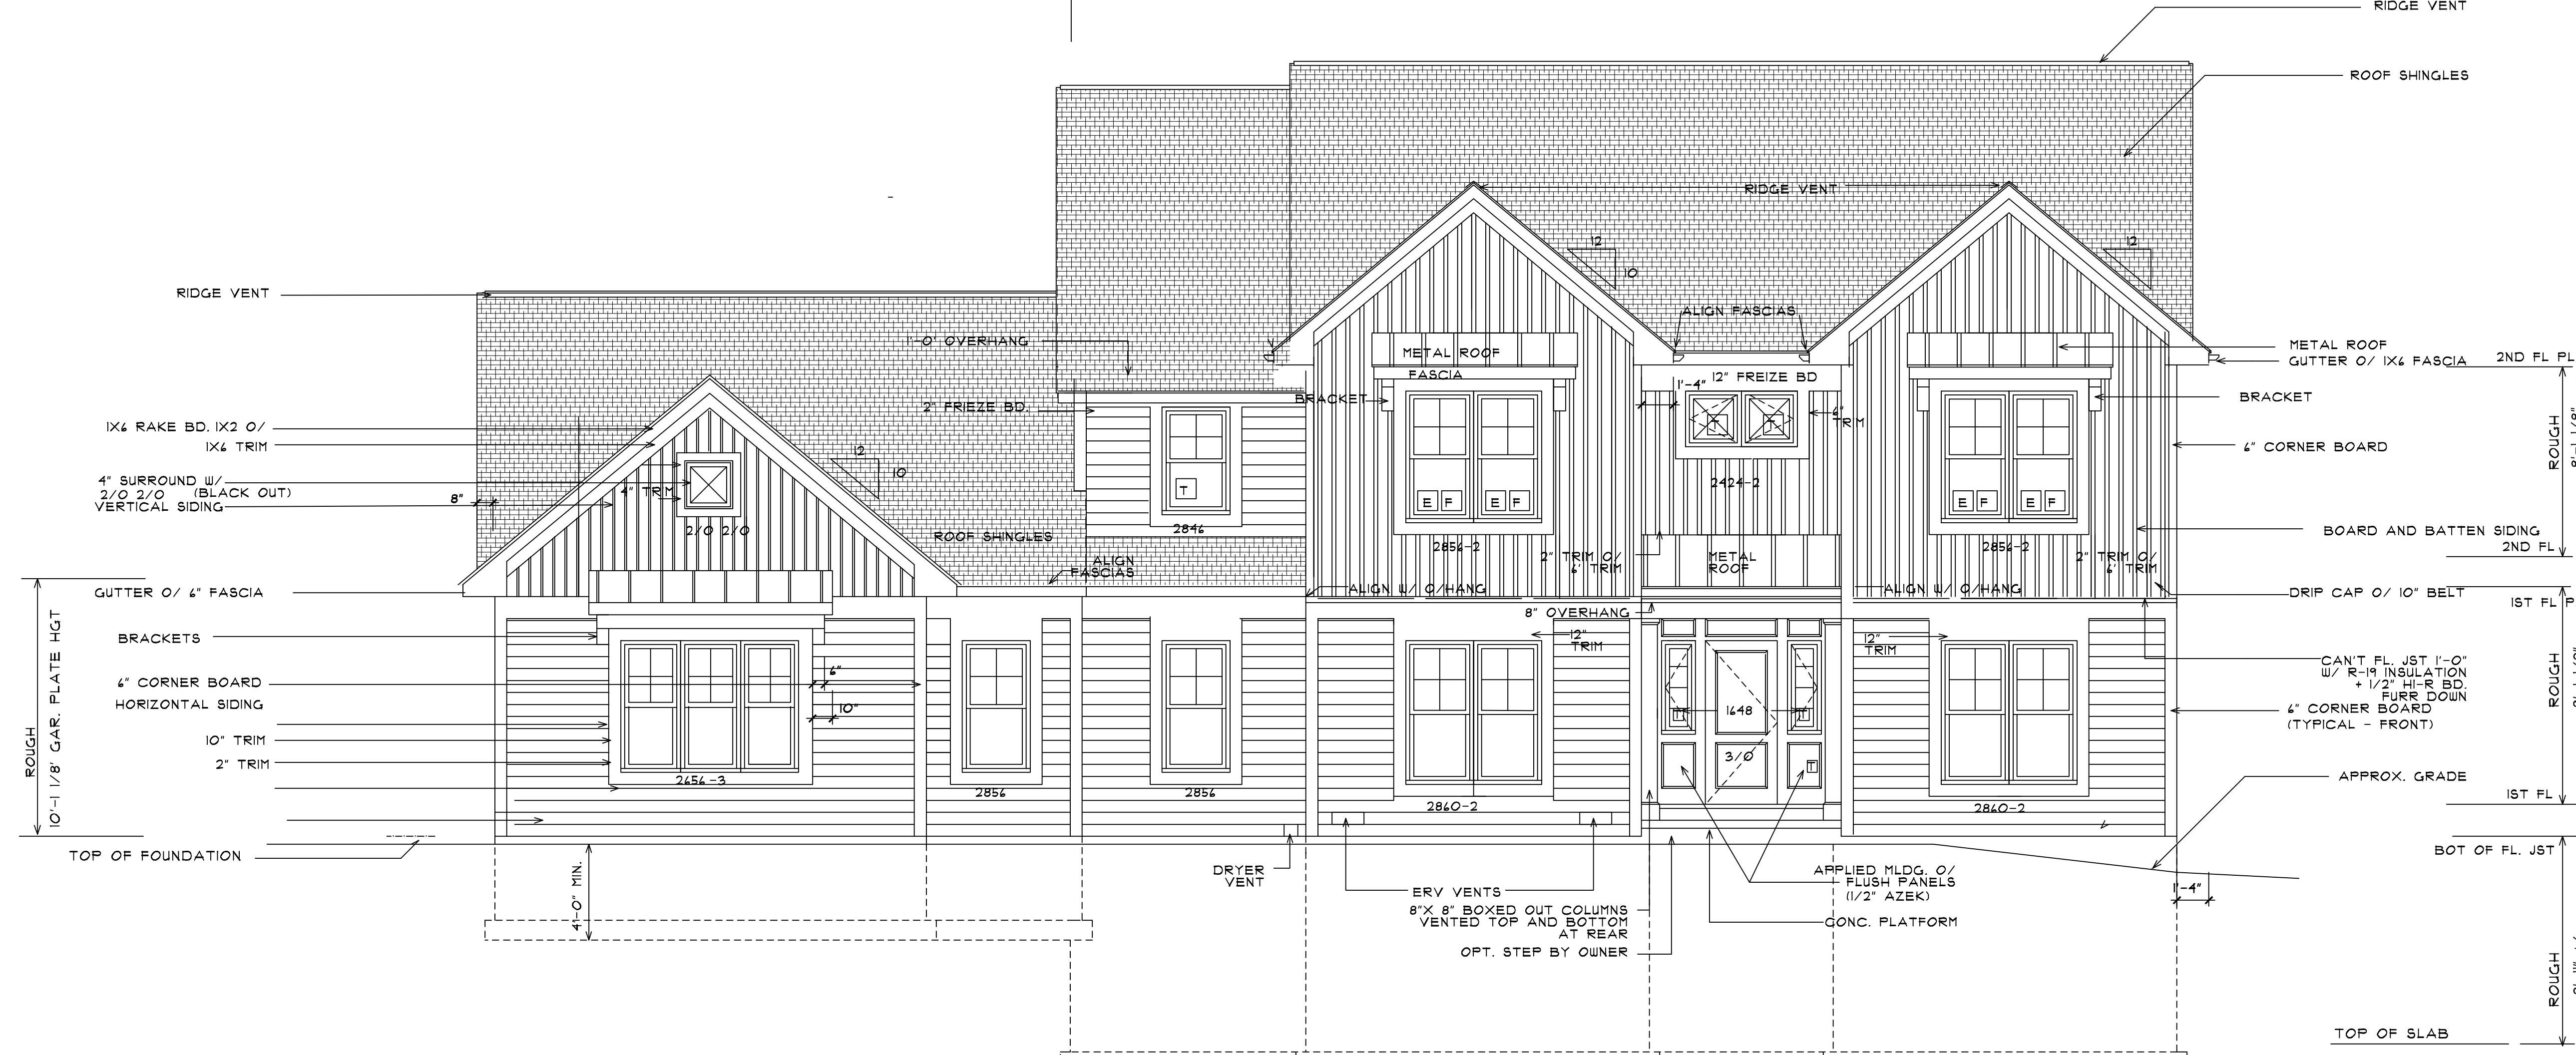 RIDGE VENT
ROOF SHINGLES
RIDGE VENT
12
10
12
RIDGE VENT
ALIGN FASCIAS
1'-0' OVERHANG
METAL ROOF
FASCIA
12" FREIZE BD
1'-4"
BRACKET
6"
TRIM
METAL ROOF
GUTTER O/ 1X6 FASCIA
2ND FL PL
BRACKET
6" CORNER BOARD
ROUGH
8'-1 1/8"
2" FRIEZE BD.
1X6 RAKE BD. 1X2 O/
1X6 TRIM
12
10
4" SURROUND W/
2/0 2/0 (BLACK OUT)
VERTICAL SIDING
8"
4" TRIM
2/0 2/0
T
2846
T T
2424-2
E F E F
2856-2
E F E F
2856-2
ROOF SHINGLES
ALIGN
FASCIAS
2" TRIM O/
6' TRIM
METAL
ROOF
2" TRIM O/
6' TRIM
BOARD AND BATTEN SIDING
2ND FL
GUTTER O/ 6" FASCIA
ALIGN W/ O/HANG
ALIGN W/ O/HANG
DRIP CAP O/ 10" BELT
1ST FL P
8" OVERHANG
12"
TRIM
12"
TRIM
ROUGH
10'-1 1/8' GAR. PLATE HGT
BRACKETS
6" CORNER BOARD
HORIZONTAL SIDING
10" TRIM
2" TRIM
6"
10"
2656-3
2856
2856
2860-2
T 1648 T
3/0
T
2860-2
CAN'T FL. JST 1'-0"
W/ R-19 INSULATION
+ 1/2" HI-R BD.
FURR DOWN
6" CORNER BOARD
(TYPICAL - FRONT)
ROUGH
APPROX. GRADE
1ST FL
TOP OF FOUNDATION
4'-0" MIN.
DRYER
VENT
ERV VENTS
8"X 8" BOXED OUT COLUMNS
VENTED TOP AND BOTTOM
AT REAR
OPT. STEP BY OWNER
APPLIED MLDG. O/
FLUSH PANELS
(1/2" AZEK)
CONC. PLATFORM
1'-4"
BOT OF FL. JST
ROUGH
TOP OF SLAB